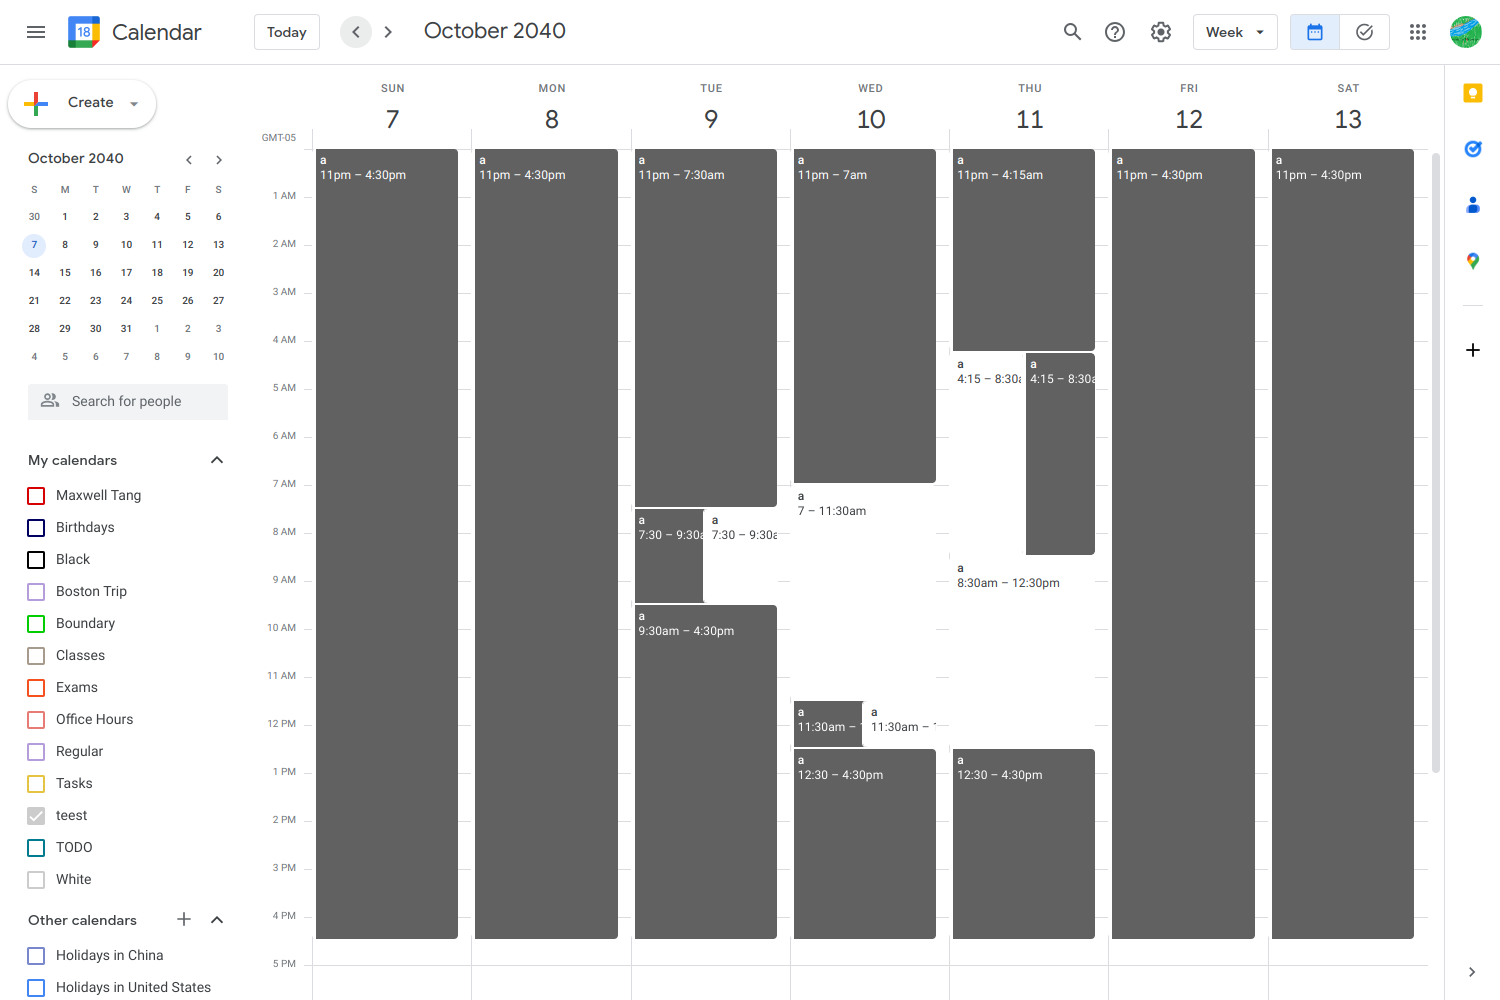 18 Calendar Today October 2040 Week
Create
October 2040
S M T W T F S
30 1 2 3 4 5 6
7 8 9 10 11 12 13
14 15 16 17 18 19 20
21 22 23 24 25 26 27
28 29 30 31 1 2 3
4 5 6 7 8 9 10
Search for people
My calendars
Maxwell Tang
Birthdays
Black
Boston Trip
Boundary
Classes
Exams
Office Hours
Regular
Tasks
teest
TODO
White
Other calendars
Holidays in China
Holidays in United States
SUN MON TUE WED THU FRI SAT
7 8 9 10 11 12 13
GMT-05
1 AM
2 AM
3 AM
4 AM
5 AM
6 AM
7 AM
8 AM
9 AM
10 AM
11 AM
12 PM
1 PM
2 PM
3 PM
4 PM
5 PM
a
11pm – 4:30pm
a
11pm – 4:30pm
a
11pm – 7:30am
a
7:30 – 9:30a
a
7:30 – 9:30a
a
9:30am – 4:30pm
a
11pm – 7am
a
7 – 11:30am
a
11:30am –
a
11:30am –
a
12:30 – 4:30pm
a
11pm – 4:15am
a
4:15 – 8:30a
a
4:15 – 8:30a
a
8:30am – 12:30pm
a
12:30 – 4:30pm
a
11pm – 4:30pm
a
11pm – 4:30pm